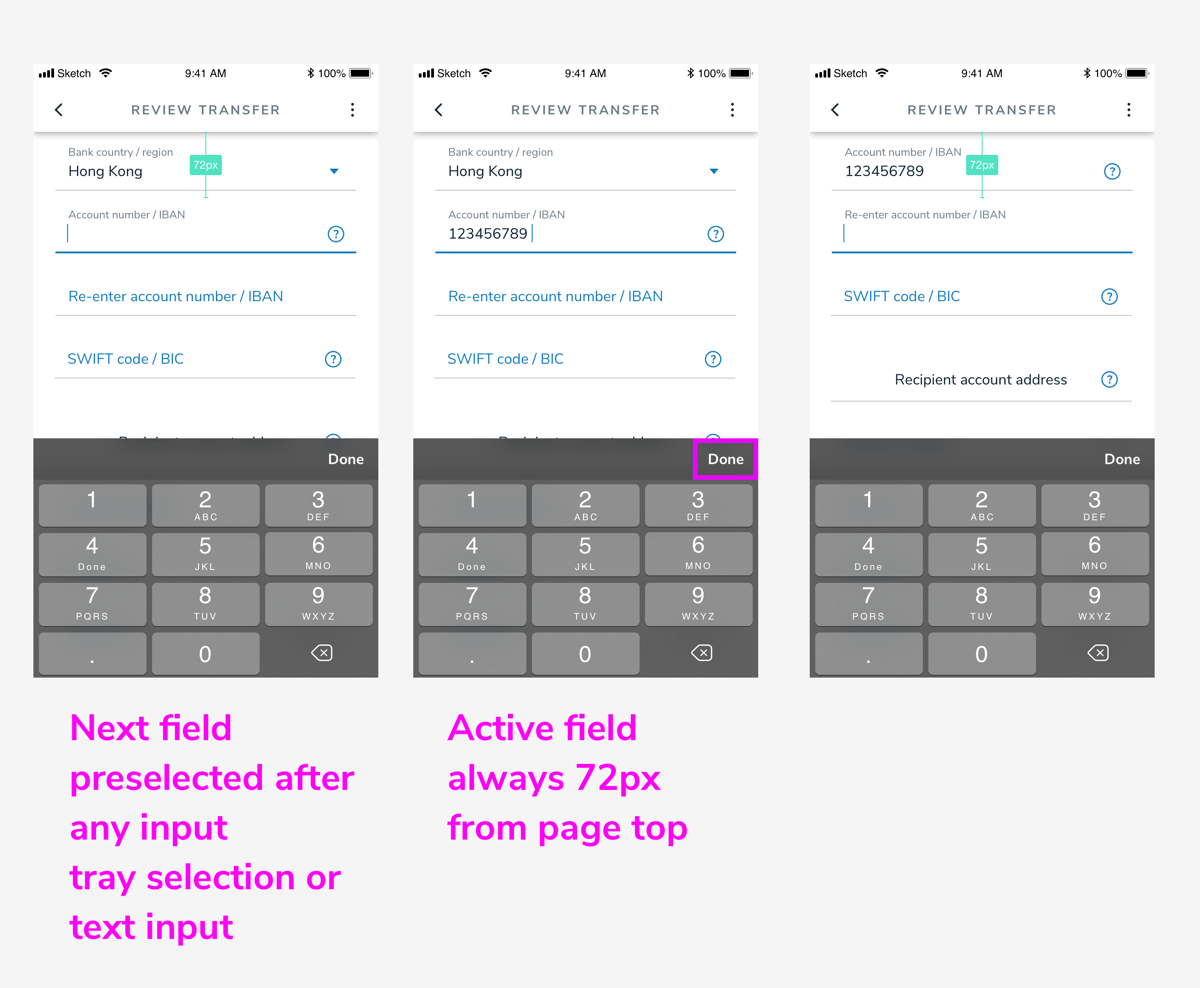 Sketch 9:41 AM 100%
REVIEW TRANSFER
Bank country / region
72px
Hong Kong
Account number / IBAN
Re-enter account number / IBAN
SWIFT code / BIC
Done
1 2 3
ABC DEF
4 5 6
Done JKL MNO
7 8 9
PQRS TUV WXYZ
. 0
Next field
preselected after
any input
tray selection or
text input
Sketch 9:41 AM 100%
REVIEW TRANSFER
Bank country / region
Hong Kong
Account number / IBAN
123456789
Re-enter account number / IBAN
SWIFT code / BIC
Done
1 2 3
ABC DEF
4 5 6
Done JKL MNO
7 8 9
PQRS TUV WXYZ
. 0
Active field
always 72px
from page top
Sketch 9:41 AM 100%
REVIEW TRANSFER
Account number / IBAN
72px
123456789
Re-enter account number / IBAN
SWIFT code / BIC
Recipient account address
Done
1 2 3
ABC DEF
4 5 6
Done JKL MNO
7 8 9
PQRS TUV WXYZ
. 0